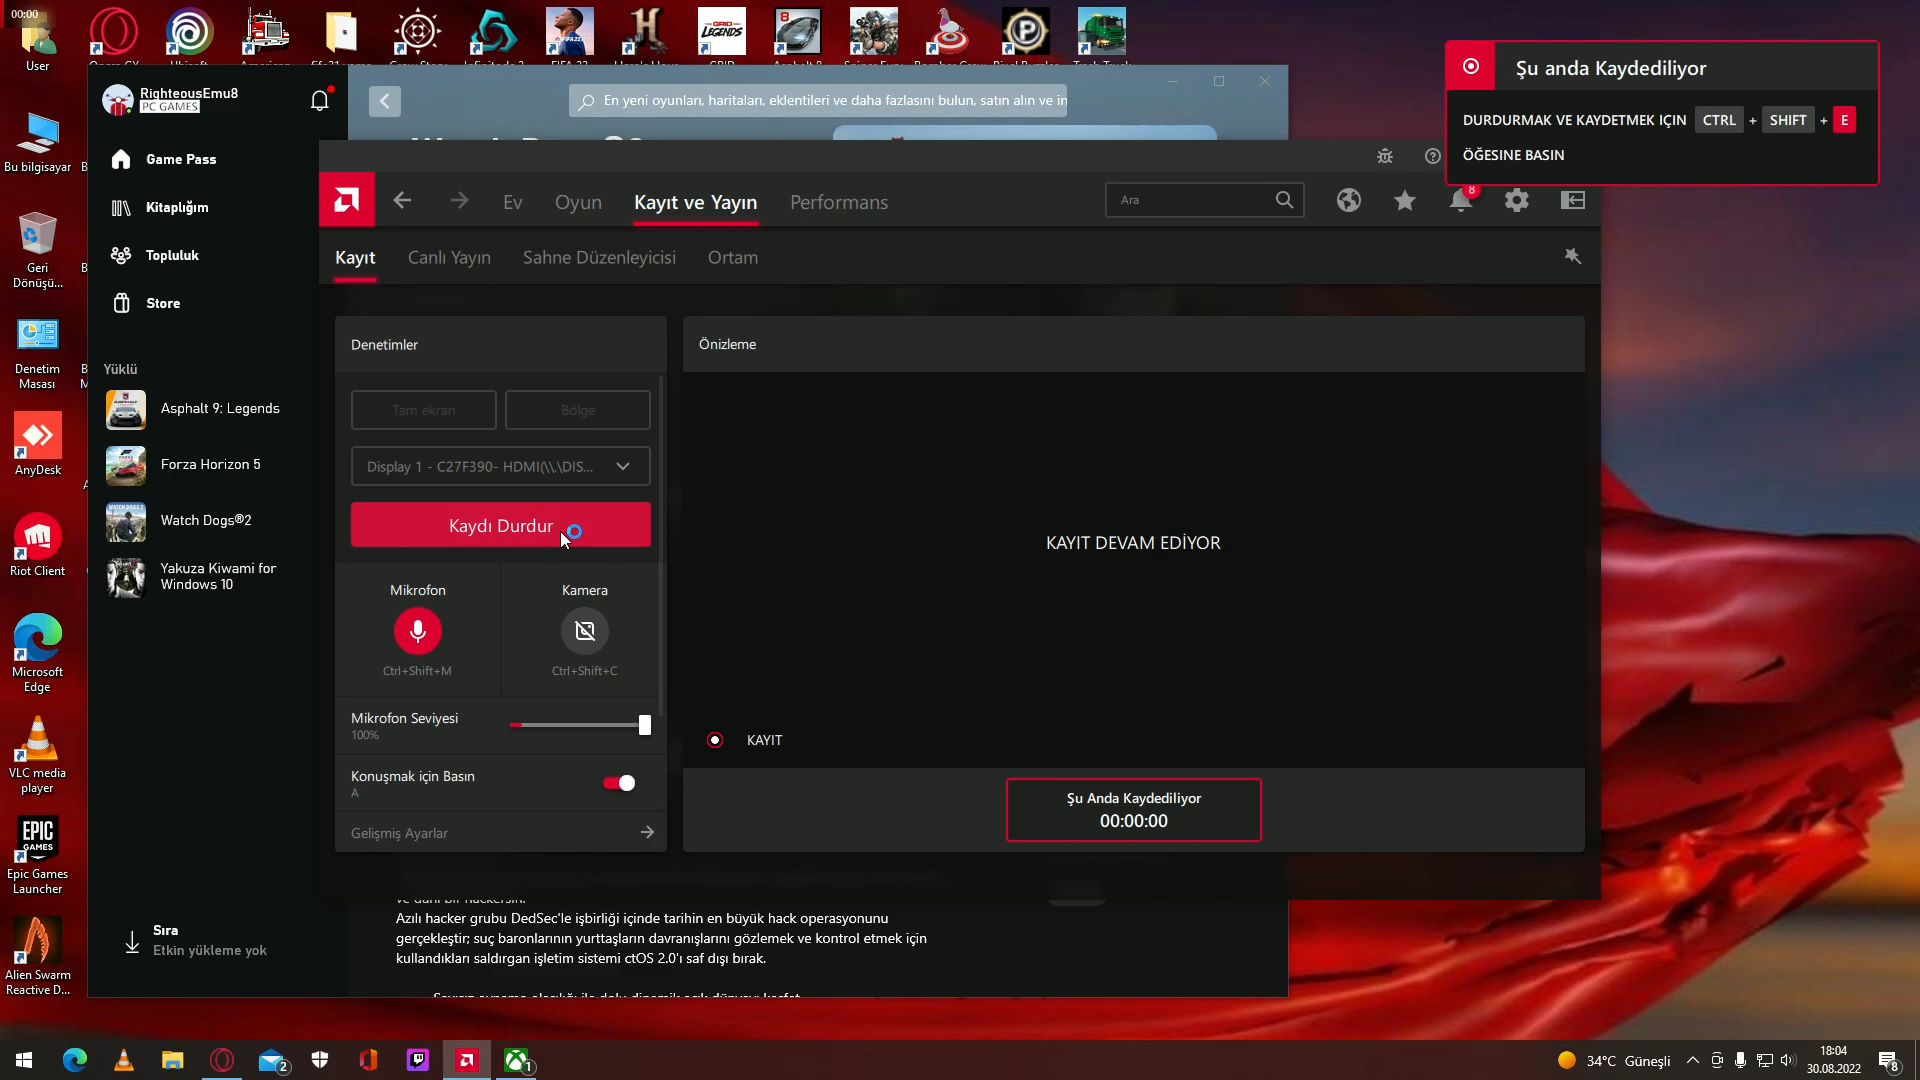 00:00
User
Bu bilgisayar
Geri
Dönüşü...
Denetim
Masası
AnyDesk
Riot Client
Microsoft
Edge
VLC media
player
EPIC
GAMES
Epic Games
Launcher
Alien Swarm
Reactive D...
GRID
LEGENDS
RighteousEmu8
PC GAMES
En yeni oyunları, haritaları, eklentileri ve daha fazlasını bulun, satın alın ve in
Game Pass
Kitaplığım
Topluluk
Store
Yüklü
Asphalt 9: Legends
Forza Horizon 5
Watch Dogs®2
Yakuza Kiwami for
Windows 10
Sıra
Etkin yükleme yok
Ev
Oyun
Kayıt ve Yayın
Performans
Ara
8
Kayıt
Canlı Yayın
Sahne Düzenleyicisi
Ortam
Denetimler
Tam ekran
Bölge
Display 1 - C27F390- HDMI(\\.\DIS...
Kaydı Durdur
Mikrofon
Kamera
Ctrl+Shift+M
Ctrl+Shift+C
Mikrofon Seviyesi
100%
Konuşmak için Basın
A
Gelişmiş Ayarlar
Önizleme
KAYIT DEVAM EDİYOR
KAYIT
Şu Anda Kaydediliyor
00:00:00
Azılı hacker grubu DedSec'le işbirliği içinde tarihin en büyük hack operasyonunu
gerçekleştir; suç baronlarının yurttaşların davranışlarını gözlemek ve kontrol etmek için
kullandıkları saldırgan işletim sistemi ctOS 2.0'ı saf dışı bırak.
Şu anda Kaydediliyor
DURDURMAK VE KAYDETMEK IÇIN CTRL + SHIFT + E
ÖĞESINE BASIN
2
1
34°C Güneşli
18:04
30.08.2022
8